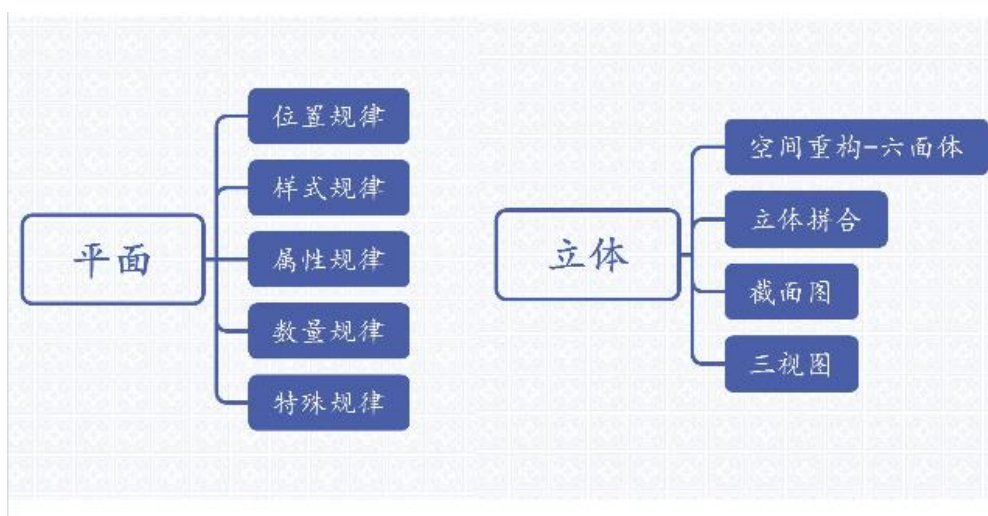 平面
位置规律
样式规律
属性规律
数量规律
特殊规律
立体
空间重构-六面体
立体拼合
截面图
三视图